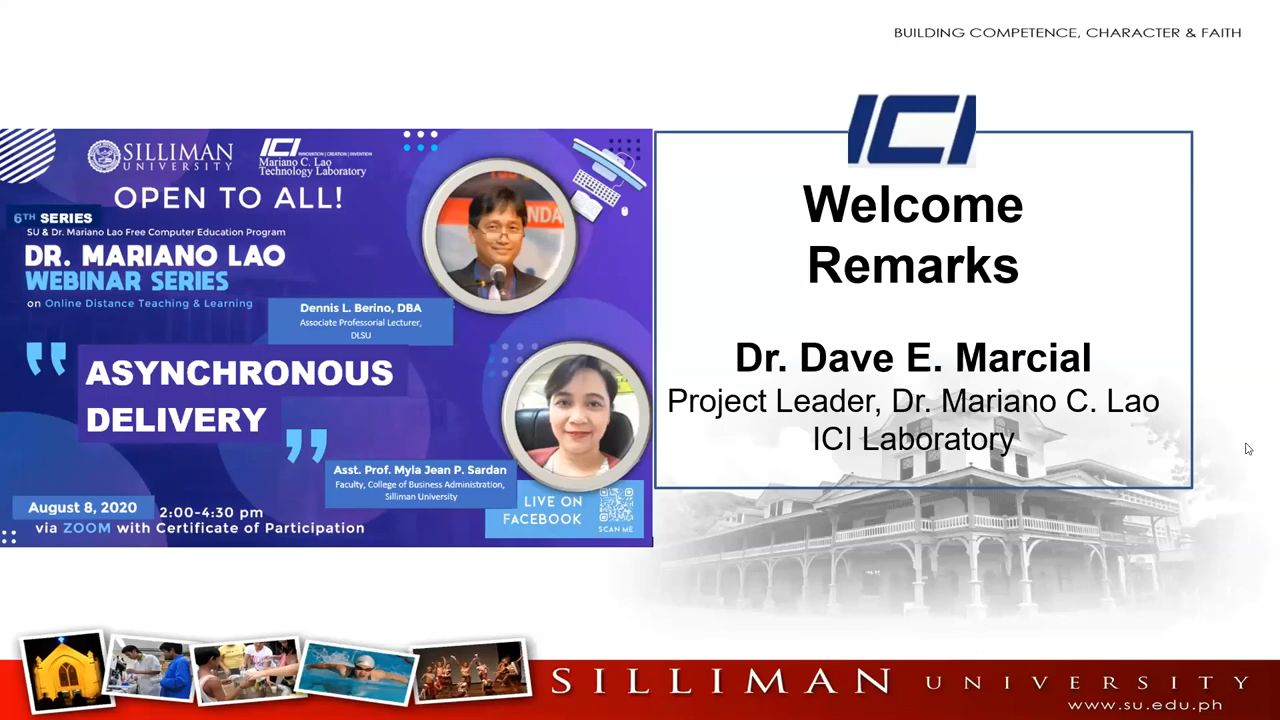 BUILDING COMPETENCE, CHARACTER & FAITH
SILLIMAN
UNIVERSITY
ICI INNOVATION | CREATION | INVENTION
Mariano C. Lao
Technology Laboratory
OPEN TO ALL!
6TH SERIES
SU & Dr. Mariano Lao Free Computer Education Program
DR. MARIANO LAO
WEBINAR SERIES
on Online Distance Teaching & Learning
Dennis L. Berino, DBA
Associate Professorial Lecturer,
DLSU
" ASYNCHRONOUS
DELIVERY "
Asst. Prof. Myla Jean P. Sardan
Faculty, College of Business Administration,
Silliman University
August 8, 2020 2:00-4:30 pm
via ZOOM with Certificate of Participation
LIVE ON
FACEBOOK
SCAN ME
ICI
Welcome
Remarks
Dr. Dave E. Marcial
Project Leader, Dr. Mariano C. Lao
ICI Laboratory
SILLIMAN UNIVERSITY
www.su.edu.ph